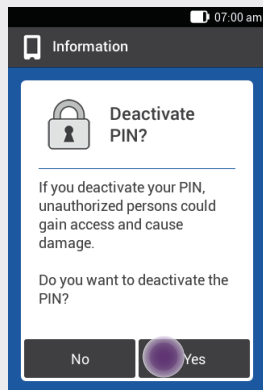 07:00 am
Information
Deactivate
PIN?
If you deactivate your PIN,
unauthorized persons could
gain access and cause
damage.
Do you want to deactivate the
PIN?
No
Yes